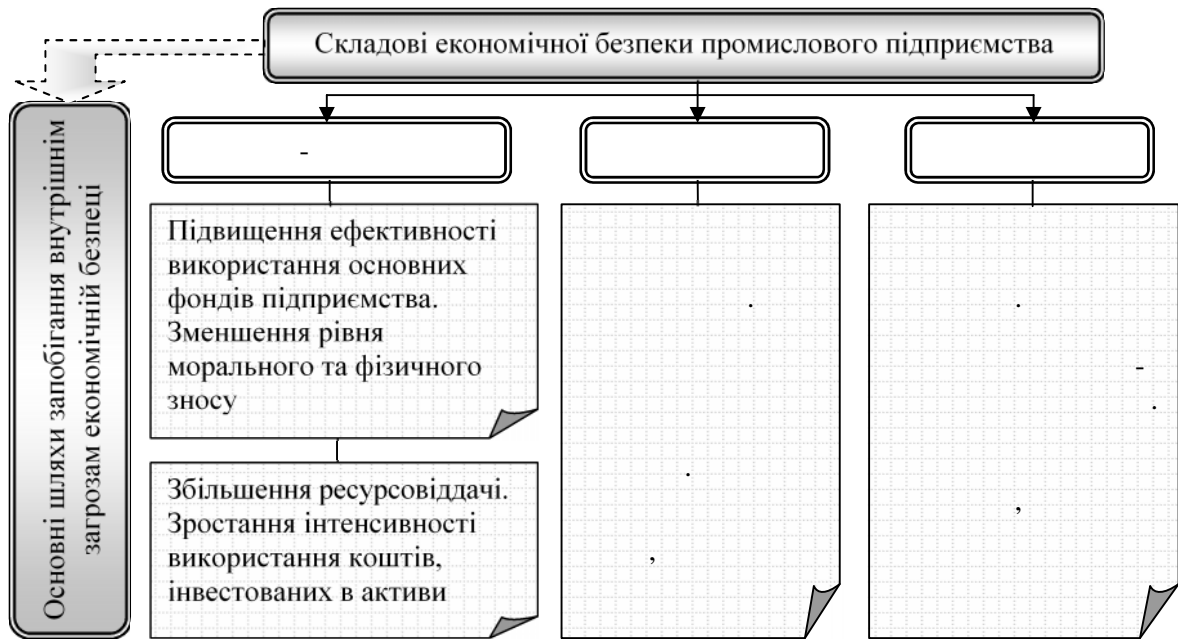 Складові економічної безпеки промислового підприємства
Основні шляхи запобігання внутрішнім
загрозам економічній безпеці
-
Підвищення ефективності
використання основних
фондів підприємства.
Зменшення рівня
морального та фізичного
зносу
Збільшення ресурсовіддачі.
Зростання інтенсивності
використання коштів,
інвестованих в активи
.
.
,
.
-
.
,